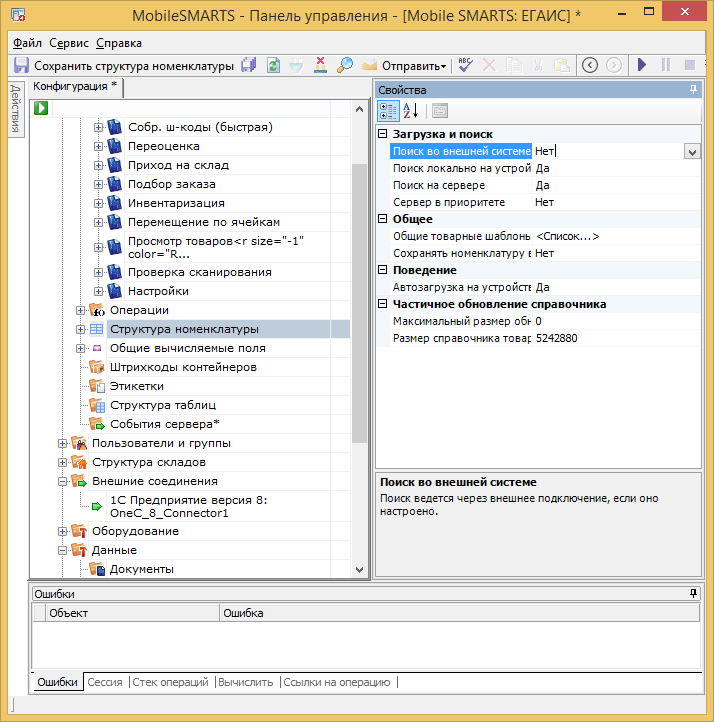 MobileSMARTS - Панель управления - [Mobile SMARTS: ЕГАИС] *
Файл Сервис Справка
Сохранить структура номенклатуры Отправить
Действия
Конфигурация *
Собр. ш-коды (быстрая)
Переоценка
Приход на склад
Подбор заказа
Инвентаризация
Перемещение по ячейкам
Просмотр товаров<r size="-1"
color="R...
Проверка сканирования
Настройки
Операции
Структура номенклатуры
Общие вычисляемые поля
Штрихкоды контейнеров
Этикетки
Структура таблиц
События сервера*
Пользователи и группы
Структура складов
Внешние соединения
1С Предприятие версия 8:
OneC_8_Connector1
Оборудование
Данные
Документы
Свойства
Загрузка и поиск
Поиск во внешней системе Нет
Поиск локально на устрой Да
Поиск на сервере Да
Сервер в приоритете Нет
Общее
Общие товарные шаблоны <Список...>
Сохранять номенклатуру в Нет
Поведение
Автозагрузка на устройств Да
Частичное обновление справочника
Максимальный размер обн 0
Размер справочника товар 5242880
Поиск во внешней системе
Поиск ведется через внешнее подключение, если оно
настроено.
Ошибки
Объект Ошибка
Ошибки Сессия Стек операций Вычислить Ссылки на операцию